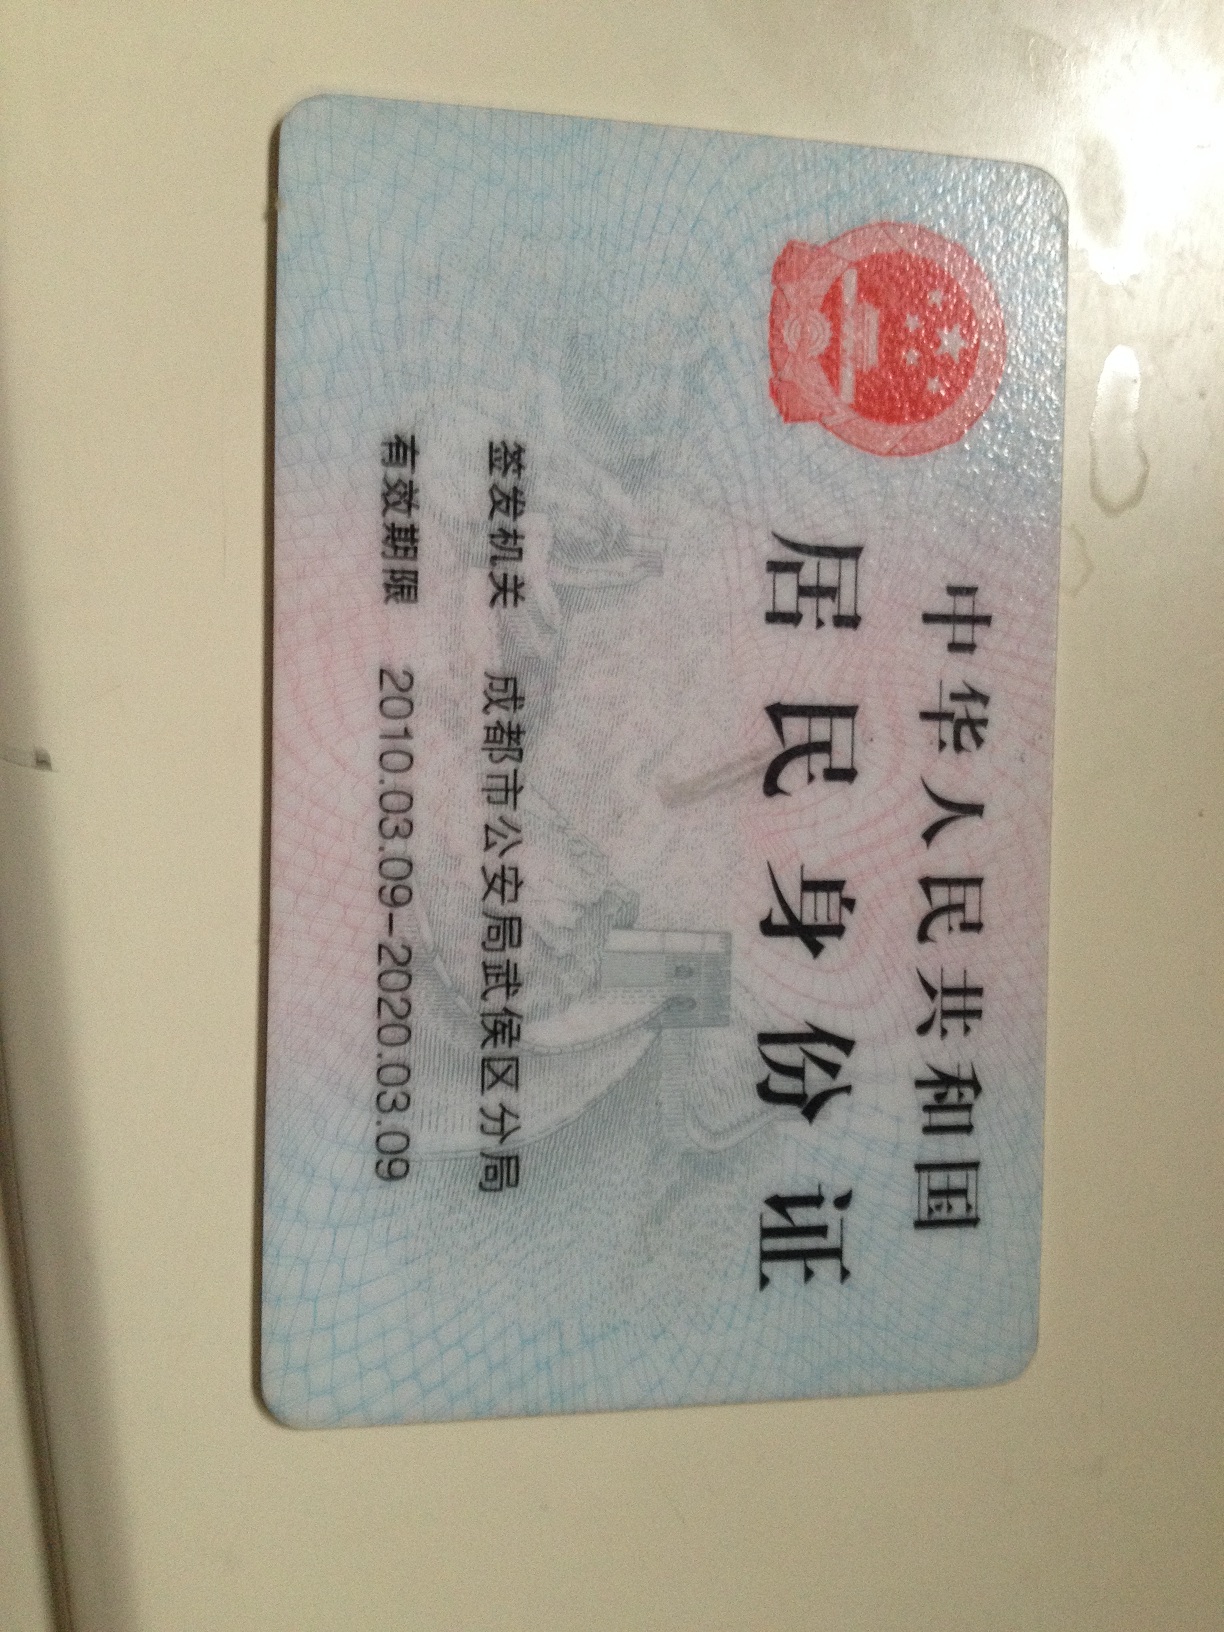 中华人民共和国
居民身份证
签发机关 成都市公安局武侯区分局
有效期限 2010.03.09-2020.03.09